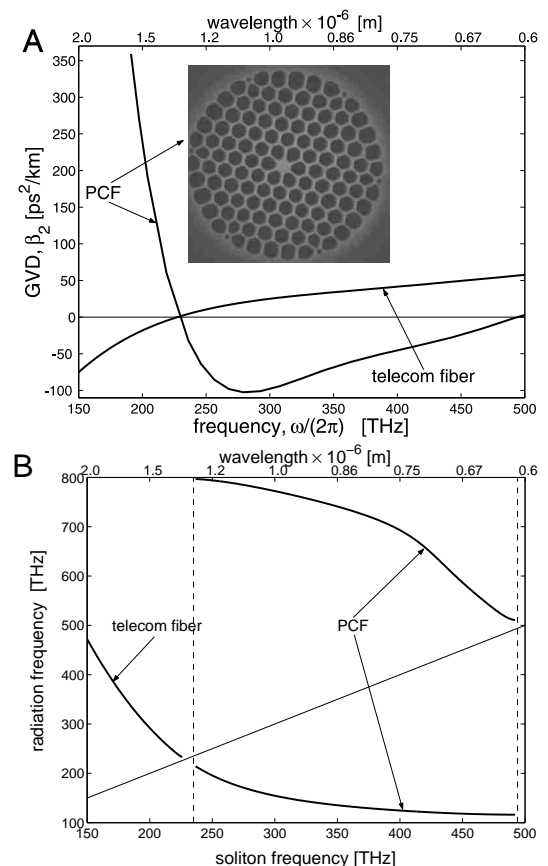 wavelength × 10^-6 [m]
A
2.0 1.3 1.0 0.86 0.75 0.67 0.6
350
300
250
200
150
100
50
0
-50
-100
GVD, β2 [ps²/km]
PCF
telecom fiber
150 200 250 300 350 400 450 500
frequency, ω/(2π) [THz]
B
wavelength × 10^-6 [m]
2.0 1.5 1.2 1.0 0.86 0.75 0.67 0.6
800
700
600
500
400
300
200
100
radiation frequency
[THz]
telecom fiber
PCF
150 200 250 300 350 400 450 500
soliton frequency [THz]